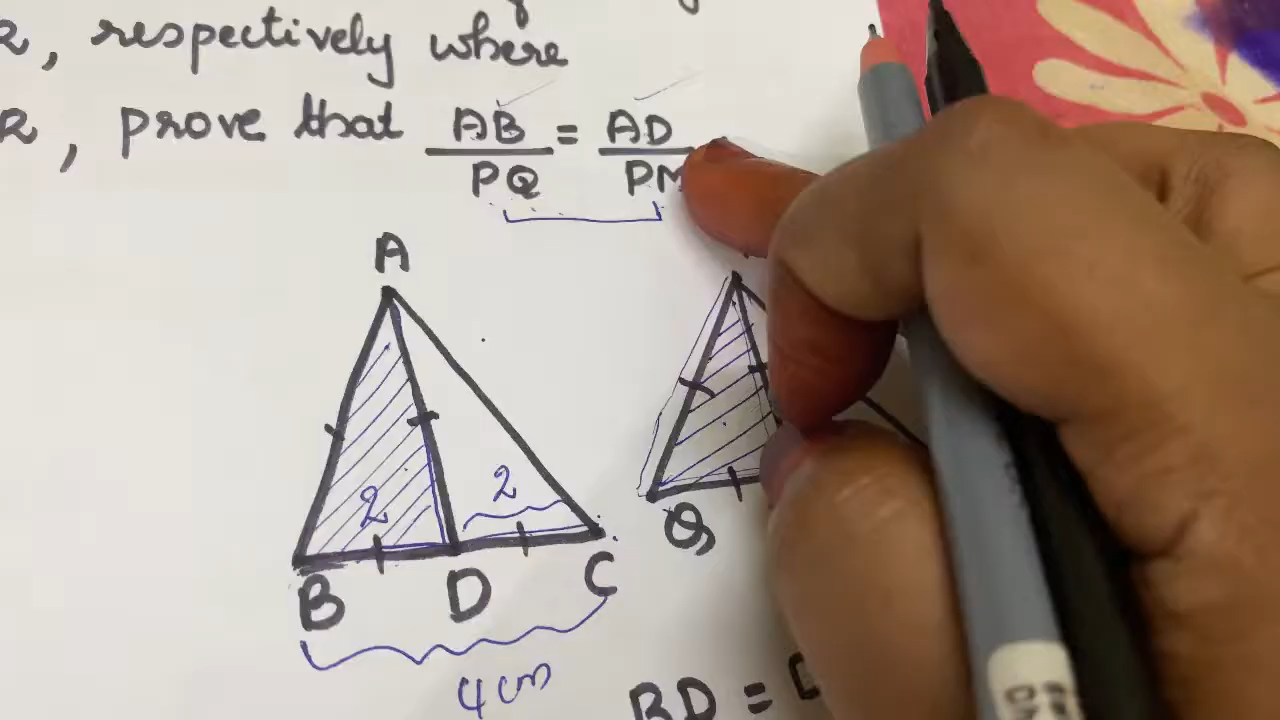 , respectively where
, prove that AB/PQ = AD/PM
A
2
2
B D C
Q
4 cm
BD =